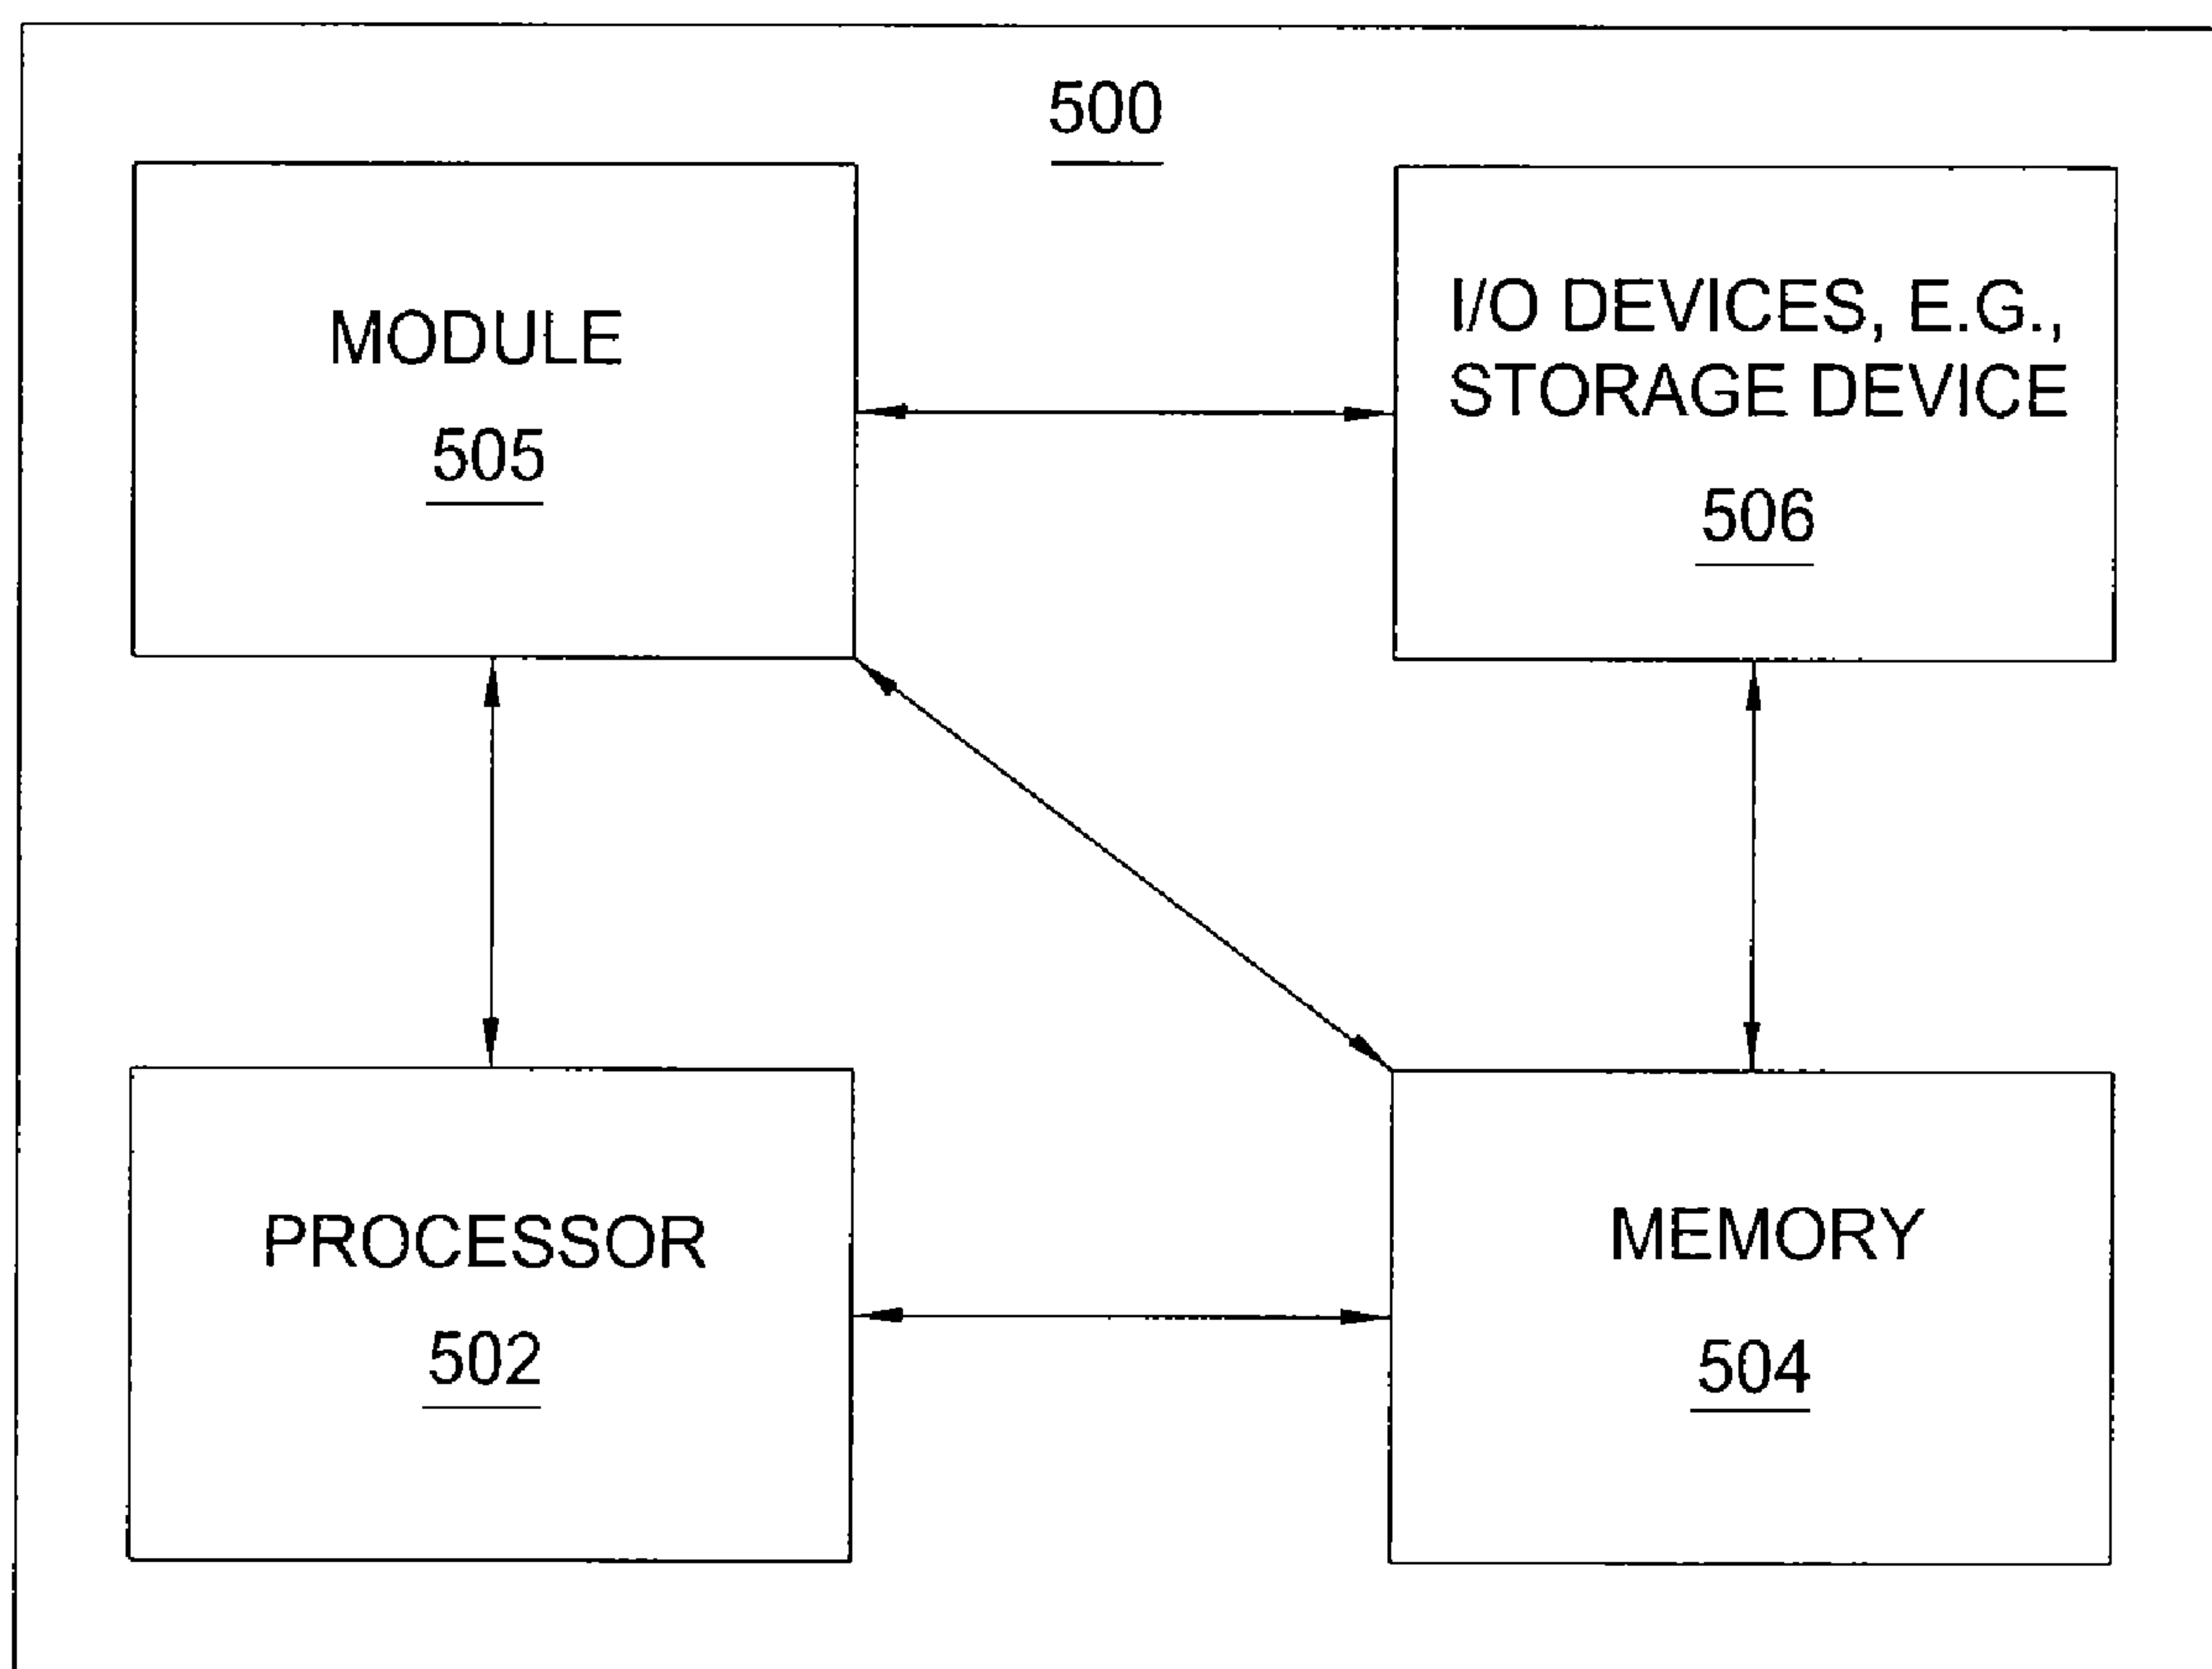 500
MODULE
505
I/O DEVICES, E.G.,
STORAGE DEVICE
506
PROCESSOR
502
MEMORY
504